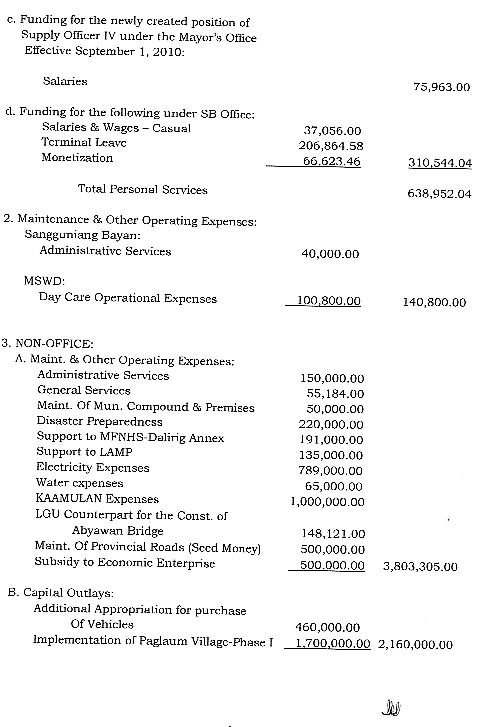 c. Funding for the newly created position of
Supply Officer IV under the Mayor's Office
Effective September 1, 2010:
Salaries 75,963.00
d. Funding for the following under SB Office:
Salaries & Wages – Casual 37,056.00
Terminal Leave 206,864.58
Monetization 66,623.46 310,544.04
Total Personal Services 638,952.04
2. Maintenance & Other Operating Expenses:
Sangguniang Bayan:
Administrative Services 40,000.00
MSWD:
Day Care Operational Expenses 100,800.00 140,800.00
3. NON-OFFICE:
A. Maint. & Other Operating Expenses:
Administrative Services 150,000.00
General Services 55,184.00
Maint. Of Mun. Compound & Premises 50,000.00
Disaster Preparedness 220,000.00
Support to MFNHS-Dalirig Annex 191,000.00
Support to LAMP 135,000.00
Electricity Expenses 789,000.00
Water expenses 65,000.00
KAAMULAN Expenses 1,000,000.00
LGU Counterpart for the Const. of
Abyawan Bridge 148,121.00
Maint. Of Provincial Roads (Seed Money) 500,000.00
Subsidy to Economic Enterprise 500.000.00 3,803,305.00
B. Capital Outlays:
Additional Appropriation for purchase
Of Vehicles 460,000.00
Implementation of Paglaum Village-Phase I 1,700,000.00 2,160,000.00